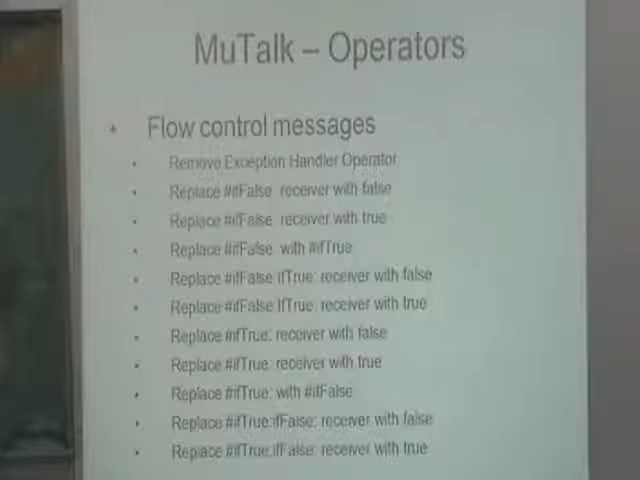 MuTalk – Operators
• Flow control messages
• Remove Exception Handler Operator
• Replace #ifFalse: receiver with false
• Replace #ifFalse: receiver with true
• Replace #ifFalse: with #ifTrue
• Replace #ifFalse:ifTrue: receiver with false
• Replace #ifFalse:IfTrue: receiver with true
• Replace #ifTrue: receiver with false
• Replace #ifTrue: receiver with true
• Replace #ifTrue: with #ifFalse
• Replace #ifTrue:ifFalse: receiver with false
• Replace #ifTrue:ifFalse: receiver with true